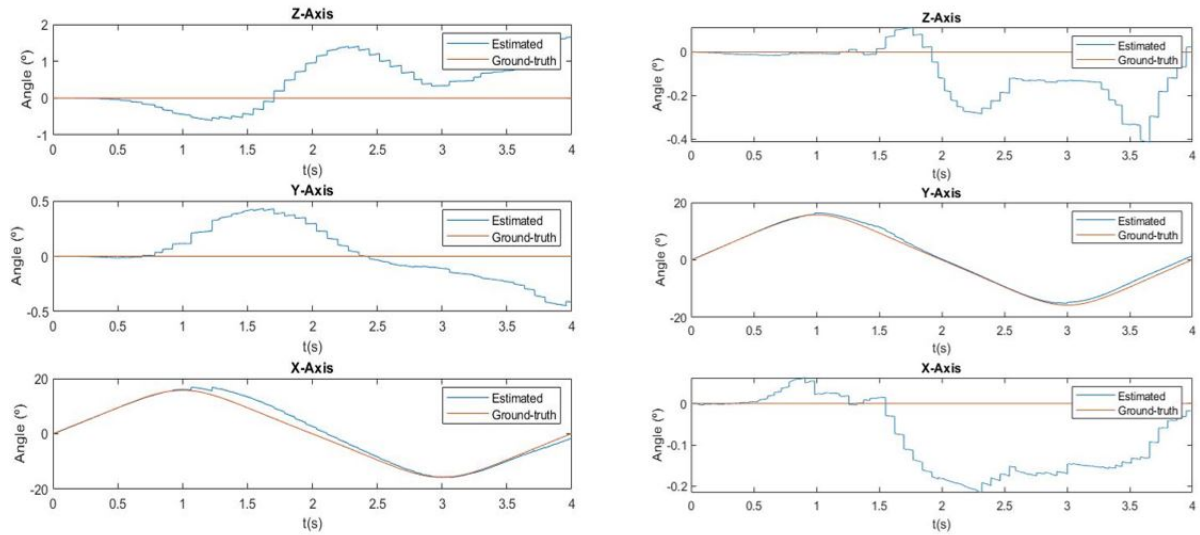 Z-Axis
2
1
0
-1
Angle (º)
Estimated
Ground-truth
0 0.5 1 1.5 2 2.5 3 3.5 4
t(s)
Y-Axis
0.5
0
-0.5
Angle (º)
Estimated
Ground-truth
0 0.5 1 1.5 2 2.5 3 3.5 4
t(s)
X-Axis
20
0
-20
Angle (º)
Estimated
Ground-truth
0 0.5 1 1.5 2 2.5 3 3.5 4
t(s)
Z-Axis
0
-0.2
-0.4
Angle (º)
Estimated
Ground-truth
0 0.5 1 1.5 2 2.5 3 3.5 4
t(s)
Y-Axis
20
0
-20
Angle (º)
Estimated
Ground-truth
0 0.5 1 1.5 2 2.5 3 3.5 4
t(s)
X-Axis
0
-0.1
-0.2
Angle (º)
Estimated
Ground-truth
0 0.5 1 1.5 2 2.5 3 3.5 4
t(s)